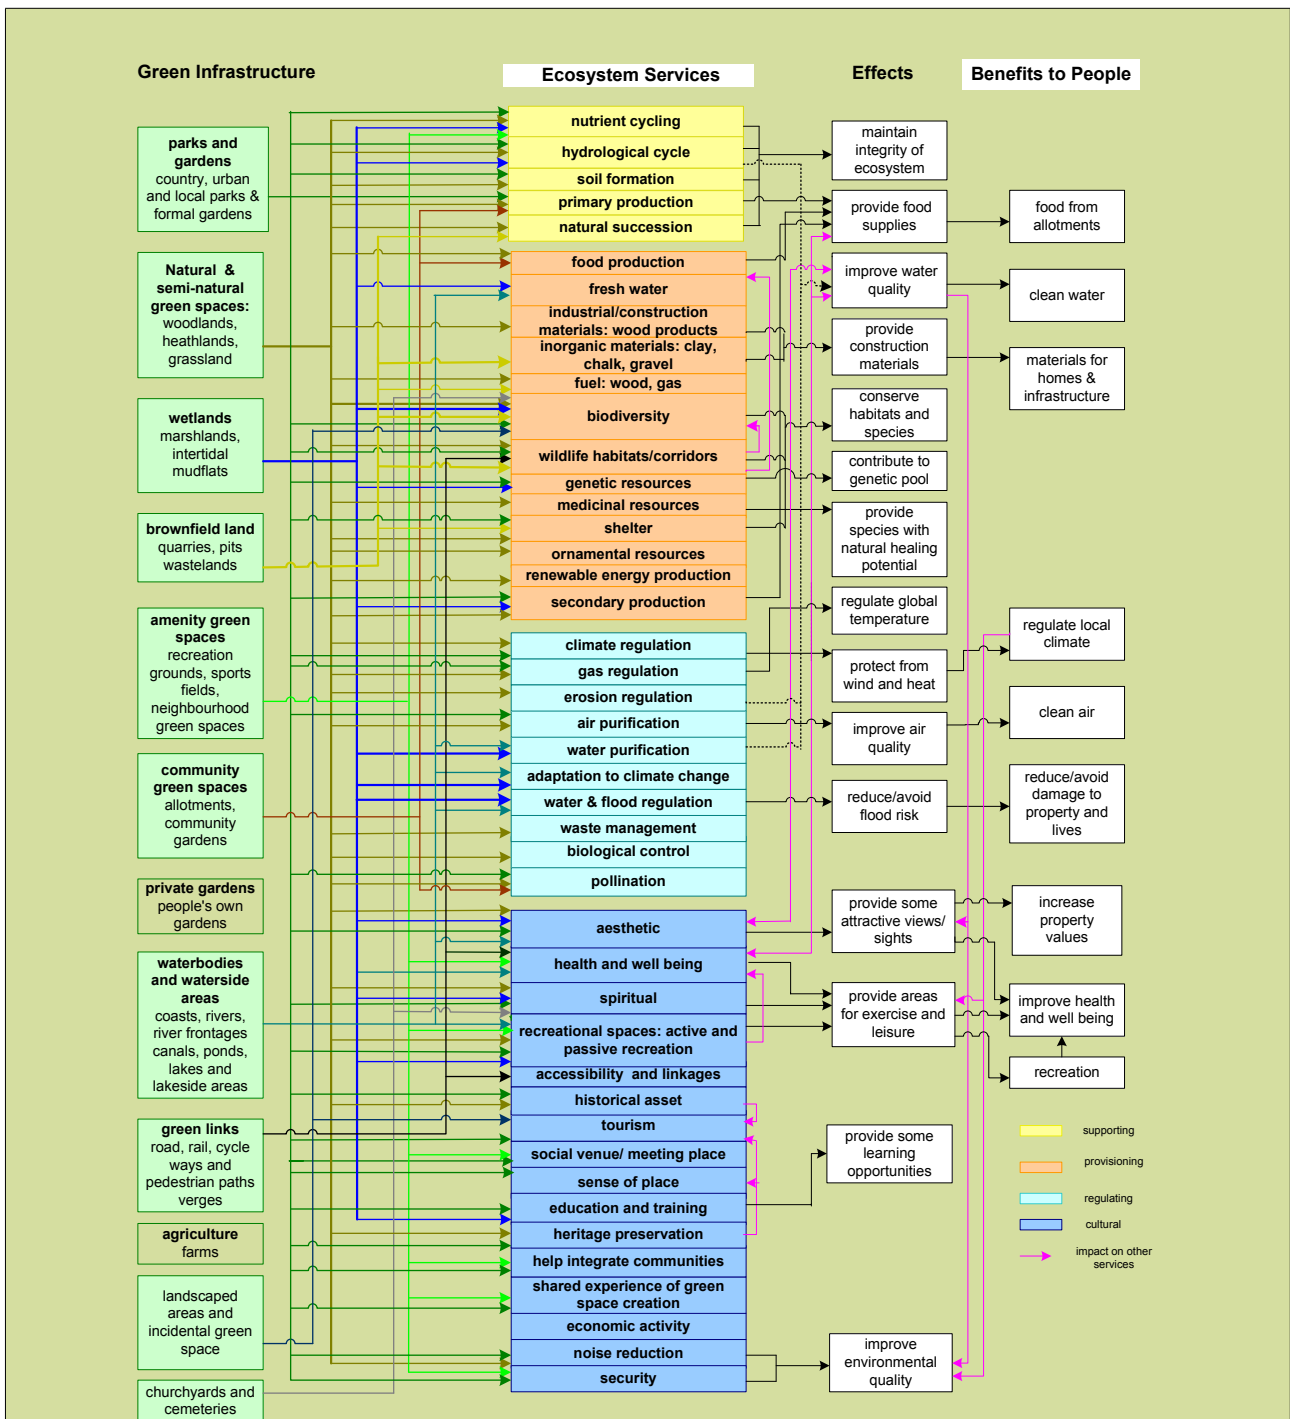 Green Infrastructure
Ecosystem Services
Effects
Benefits to People
parks and
gardens
country, urban
and local parks &
formal gardens
Natural &
semi-natural
green spaces:
woodlands,
heathlands,
grassland
wetlands
marshlands,
intertidal
mudflats
brownfield land
quarries, pits
wastelands
amenity green
spaces
recreation
grounds, sports
fields,
neighbourhood
green spaces
community
green spaces
allotments,
community
gardens
private gardens
people's own
gardens
waterbodies
and waterside
areas
coasts, rivers,
river frontages
canals, ponds,
lakes and
lakeside areas
green links
road, rail, cycle
ways and
pedestrian paths
verges
agriculture
farms
landscaped
areas and
incidental green
space
churchyards and
cemeteries
nutrient cycling
hydrological cycle
soil formation
primary production
natural succession
food production
fresh water
industrial/construction
materials: wood products
inorganic materials: clay,
chalk, gravel
fuel: wood, gas
biodiversity
wildlife habitats/corridors
genetic resources
medicinal resources
shelter
ornamental resources
renewable energy production
secondary production
climate regulation
gas regulation
erosion regulation
air purification
water purification
adaptation to climate change
water & flood regulation
waste management
biological control
pollination
aesthetic
health and well being
spiritual
recreational spaces: active and
passive recreation
accessibility and linkages
historical asset
tourism
social venue/ meeting place
sense of place
education and training
heritage preservation
help integrate communities
shared experience of green
space creation
economic activity
noise reduction
security
maintain
integrity of
ecosystem
provide food
supplies
improve water
quality
provide
construction
materials
conserve
habitats and
species
contribute to
genetic pool
provide
species with
natural healing
potential
regulate global
temperature
protect from
wind and heat
improve air
quality
reduce/avoid
flood risk
provide some
attractive views/
sights
provide areas
for exercise and
leisure
provide some
learning
opportunities
improve
environmental
quality
food from
allotments
clean water
materials for
homes &
infrastructure
regulate local
climate
clean air
reduce/avoid
damage to
property and
lives
increase
property
values
improve health
and well being
recreation
supporting
provisioning
regulating
cultural
impact on other
services